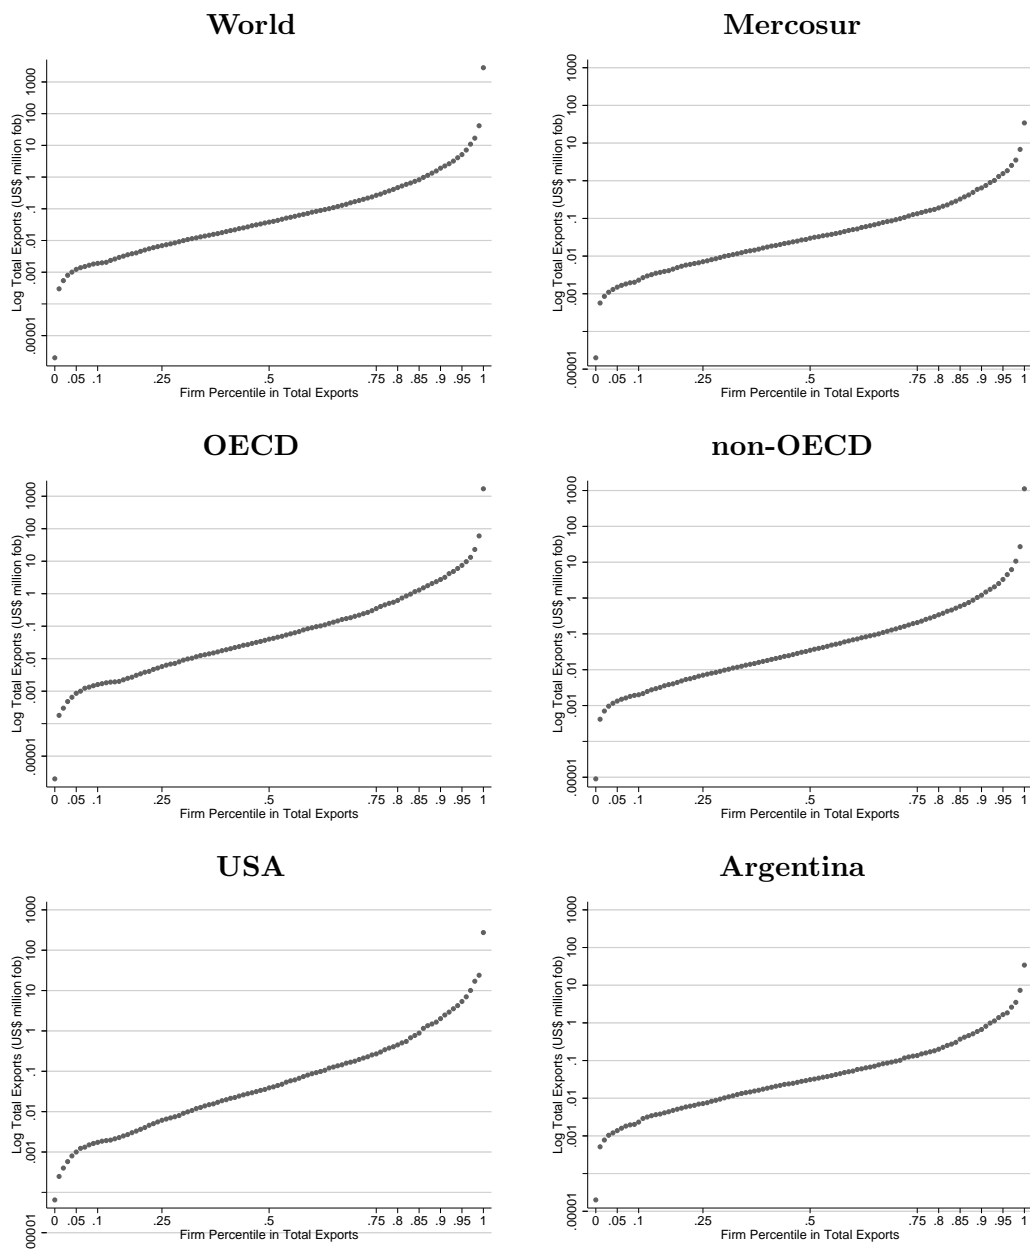 World
Log Total Exports (US$ million fob)
1000
100
10
1
.1
.01
.001
.00001
0 .05 .1 .25 .5 .75 .8 .85 .9 .95 1
Firm Percentile in Total Exports
Mercosur
Log Total Exports (US$ million fob)
1000
100
10
1
.1
.01
.001
.00001
0 .05 .1 .25 .5 .75 .8 .85 .9 .95 1
Firm Percentile in Total Exports
OECD
Log Total Exports (US$ million fob)
1000
100
10
1
.1
.01
.001
.00001
0 .05 .1 .25 .5 .75 .8 .85 .9 .95 1
Firm Percentile in Total Exports
non-OECD
Log Total Exports (US$ million fob)
1000
100
10
1
.1
.01
.001
.00001
0 .05 .1 .25 .5 .75 .8 .85 .9 .95 1
Firm Percentile in Total Exports
USA
Log Total Exports (US$ million fob)
1000
100
10
1
.1
.01
.001
00001
0 .05 .1 .25 .5 .75 .8 .85 .9 .95 1
Firm Percentile in Total Exports
Argentina
Log Total Exports (US$ million fob)
1000
100
10
1
.1
.01
.001
.00001
0 .05 .1 .25 .5 .75 .8 .85 .9 .95 1
Firm Percentile in Total Exports